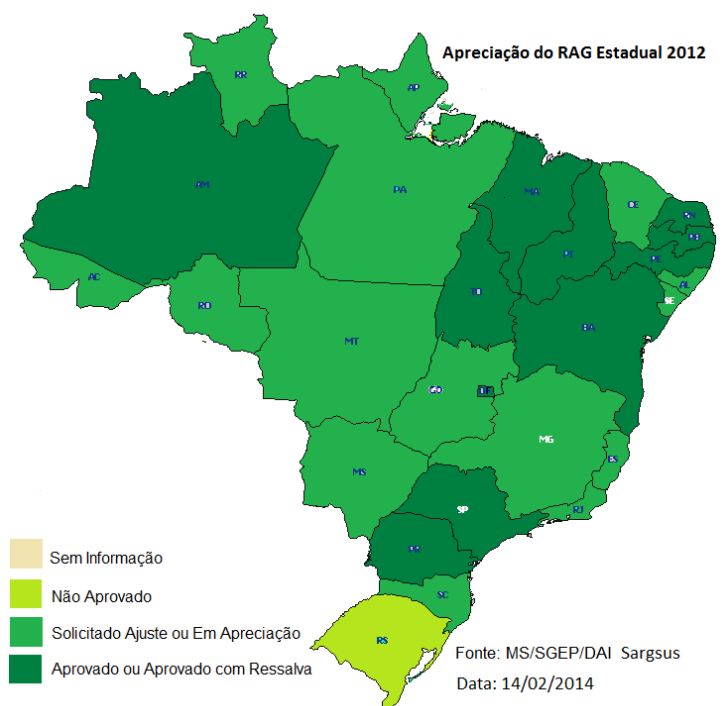 Apreciação do RAG Estadual 2012
RR
AP
AM
PA
MA
CE
RN
PB
PI
PE
AC
TO
AL
SE
RO
BA
MT
GO
DF
MG
MS
ES
SP
RJ
PR
SC
RS
Sem Informação
Não Aprovado
Solicitado Ajuste ou Em Apreciação
Aprovado ou Aprovado com Ressalva
Fonte: MS/SGEP/DAI Sargsus
Data: 14/02/2014